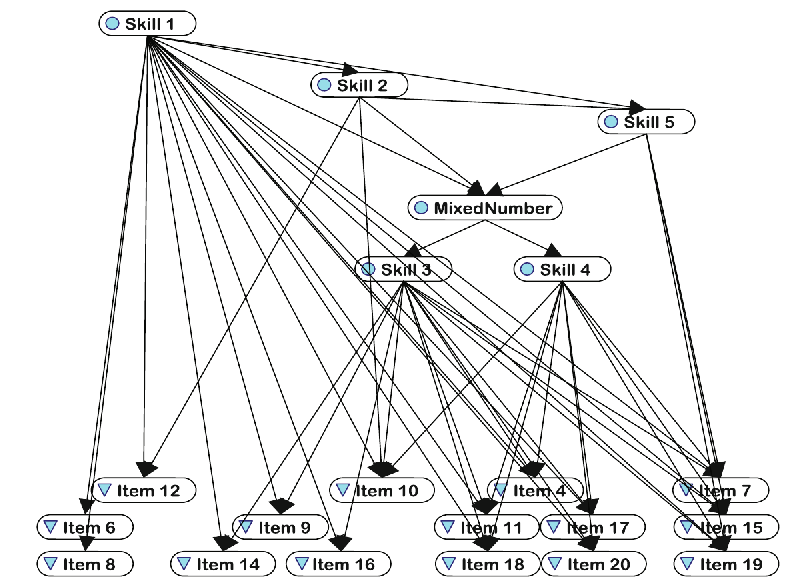 Skill 1
Skill 2
Skill 5
MixedNumber
Skill 3
Skill 4
Item 12
Item 10
Item 4
Item 7
Item 6
Item 9
Item 11
Item 17
Item 15
Item 8
Item 14
Item 16
Item 18
Item 20
Item 19